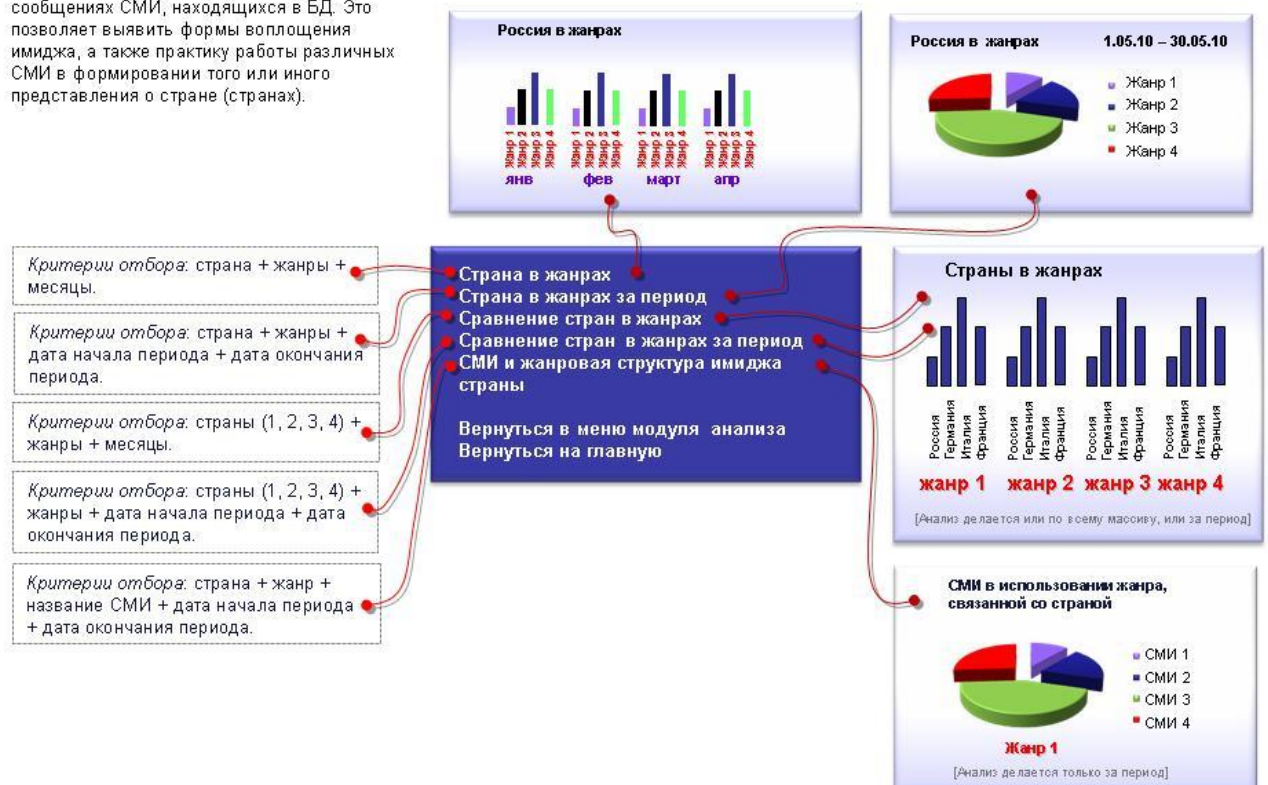 сообщениях СМИ, находящихся в БД. Это
позволяет выявить формы воплощения
имиджа, а также практику работы различных
СМИ в формировании того или иного
представления о стране (странах).
Россия в жанрах
Жанр 1 Жанр 2 Жанр 3 Жанр 4 Жанр 1 Жанр 2 Жанр 3 Жанр 4 Жанр 1 Жанр 2 Жанр 3 Жанр 4 Жанр 1 Жанр 2 Жанр 3 Жанр 4
янв фев март апр
Россия в жанрах 1.05.10 – 30.05.10
Жанр 1
Жанр 2
Жанр 3
Жанр 4
Критерии отбора: страна + жанры +
месяцы.
Критерии отбора: страна + жанры +
дата начала периода + дата окончания
периода.
Критерии отбора: страны (1, 2, 3, 4) +
жанры + месяцы.
Критерии отбора: страны (1, 2, 3, 4) +
жанры + дата начала периода + дата
окончания периода.
Критерии отбора: страна + жанр +
название СМИ + дата начала периода
+ дата окончания периода.
Страна в жанрах
Страна в жанрах за период
Сравнение стран в жанрах
Сравнение стран в жанрах за период
СМИ и жанровая структура имиджа
страны
Вернуться в меню модуля анализа
Вернуться на главную
Страны в жанрах
Россия Германия Италия Франция Россия Германия Италия Франция Россия Германия Италия Франция Россия Германия Италия Франция
жанр 1 жанр 2 жанр 3 жанр 4
[Анализ делается или по всему массиву, или за период]
СМИ в использовании жанра,
связанной со страной
СМИ 1
СМИ 2
СМИ 3
СМИ 4
Жанр 1
[Анализ делается только за период]